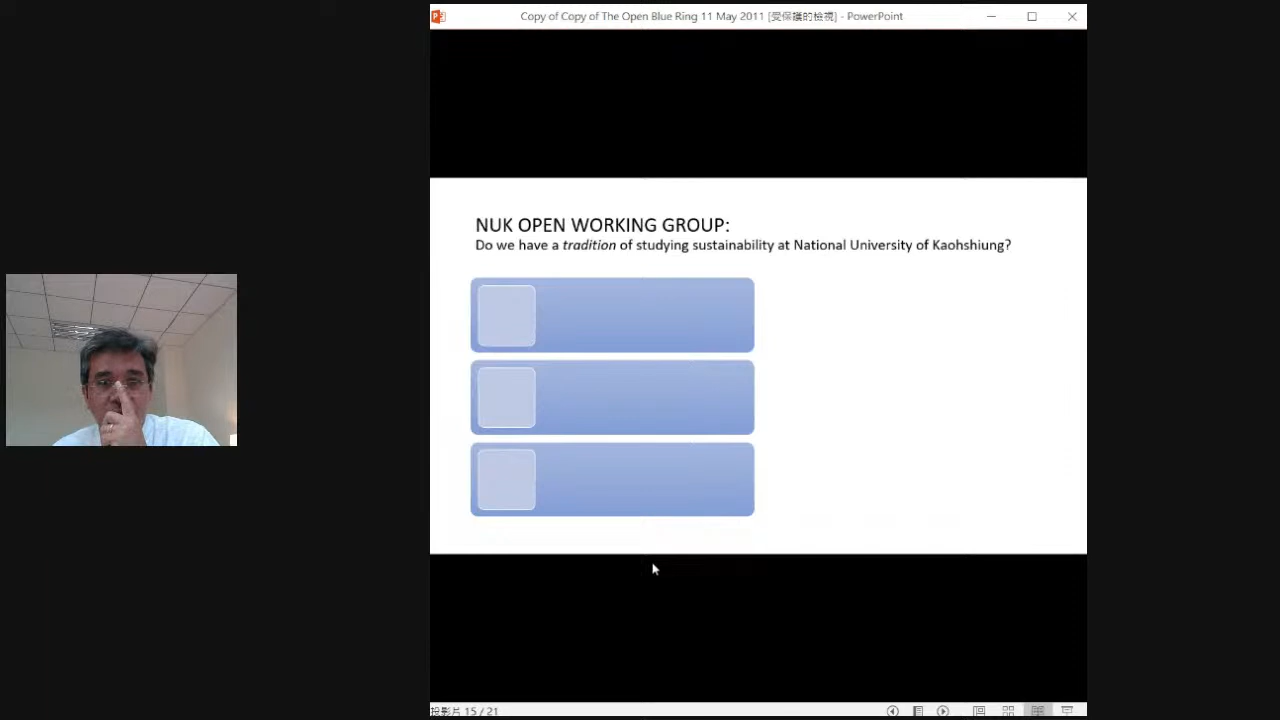 Copy of Copy of The Open Blue Ring 11 May 2011 [受保護的檢視] - PowerPoint
NUK OPEN WORKING GROUP:
Do we have a tradition of studying sustainability at National University of Kaohshiung?
投影片 15 / 21